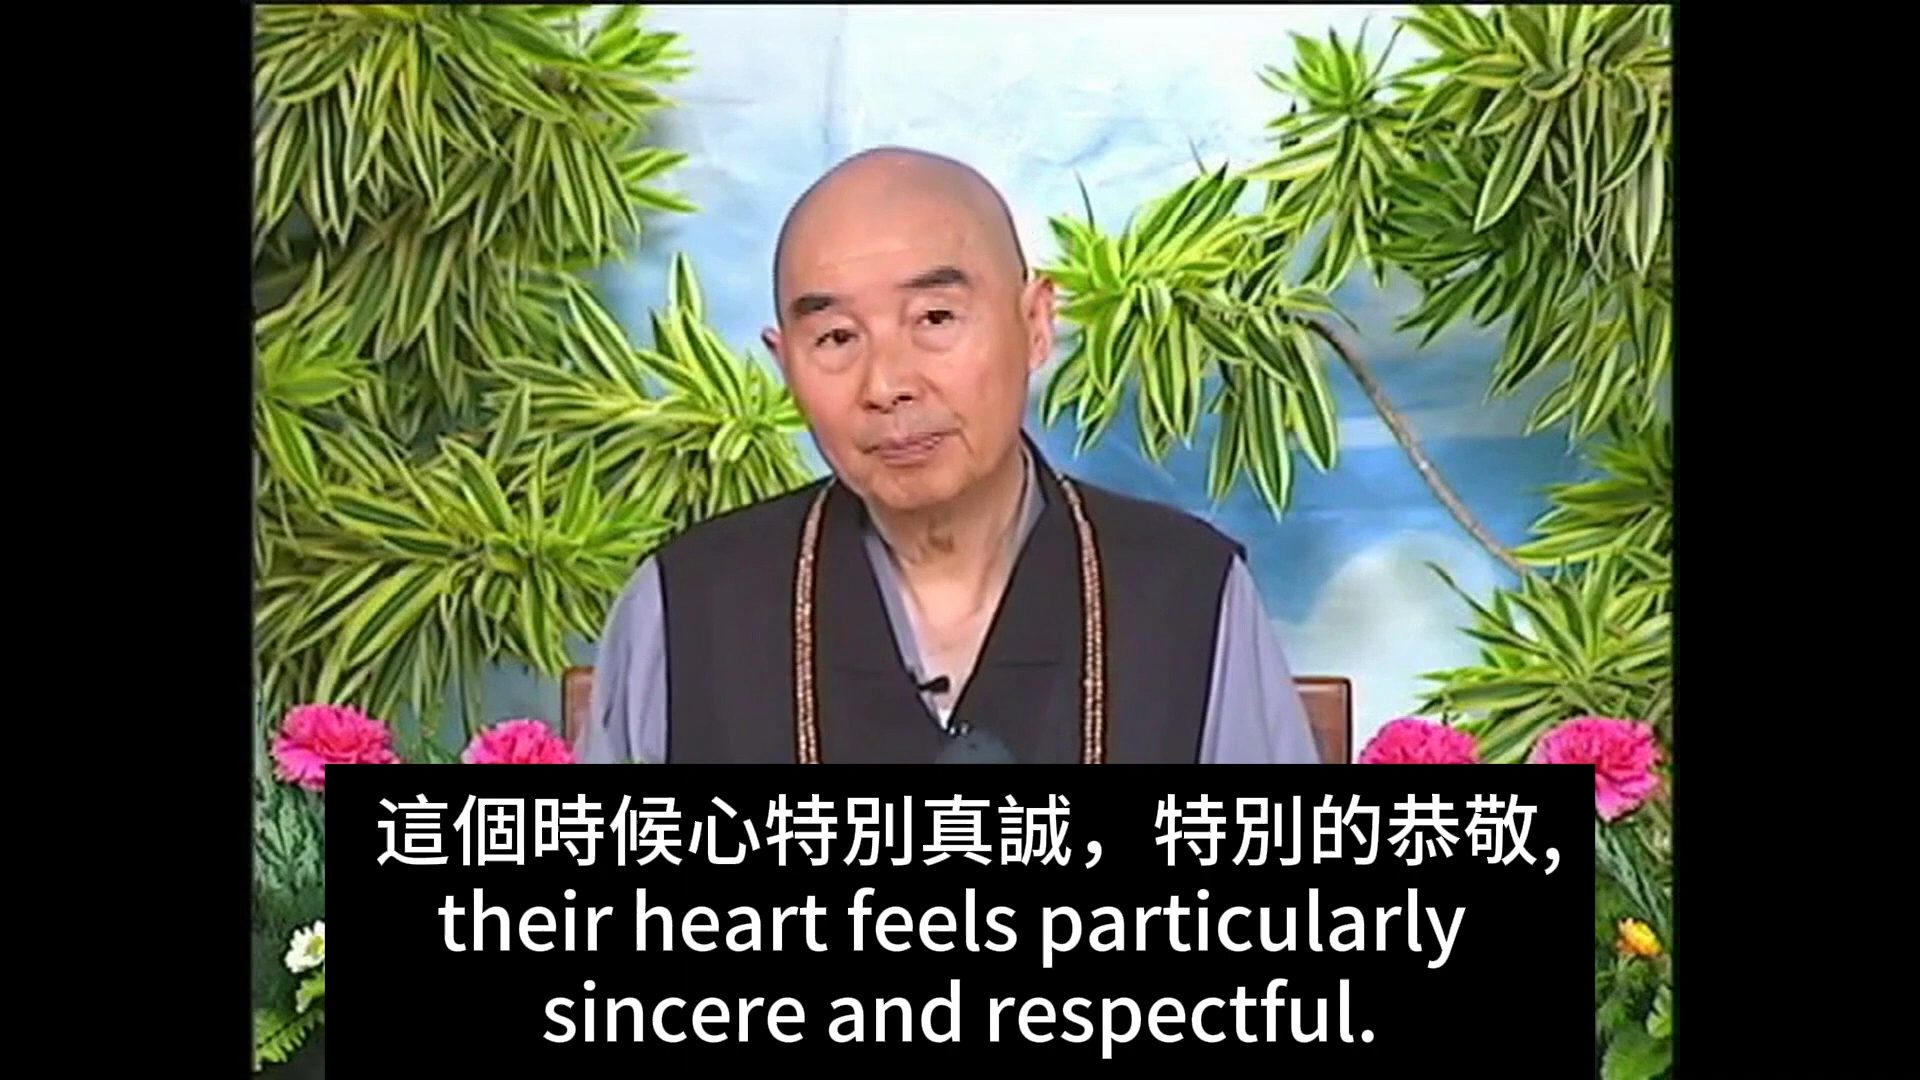 這個時候心特別真誠，特別的恭敬,
their heart feels particularly
sincere and respectful.